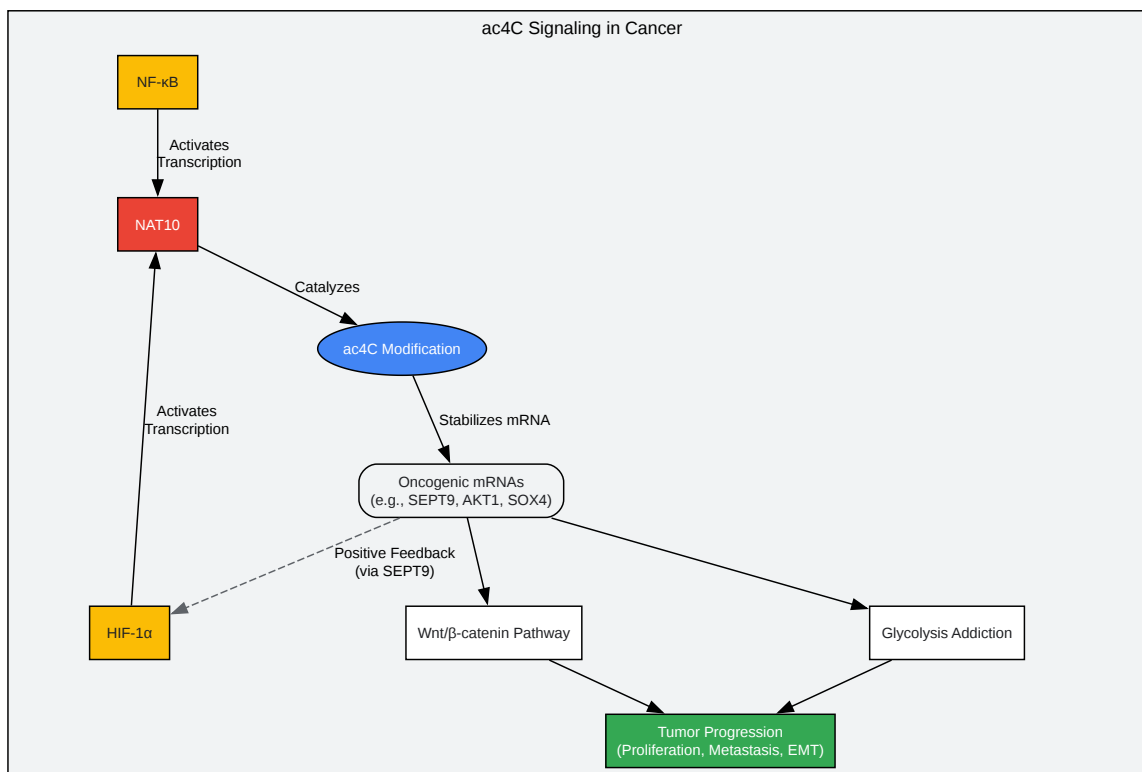 ac4C Signaling in Cancer
NF-κB
Activates
Transcription
NAT10
Catalyzes
ac4C Modification
Activates
Transcription
Stabilizes mRNA
Oncogenic mRNAs
(e.g., SEPT9, AKT1, SOX4)
Positive Feedback
(via SEPT9)
HIF-1α
Wnt/β-catenin Pathway
Glycolysis Addiction
Tumor Progression
(Proliferation, Metastasis, EMT)